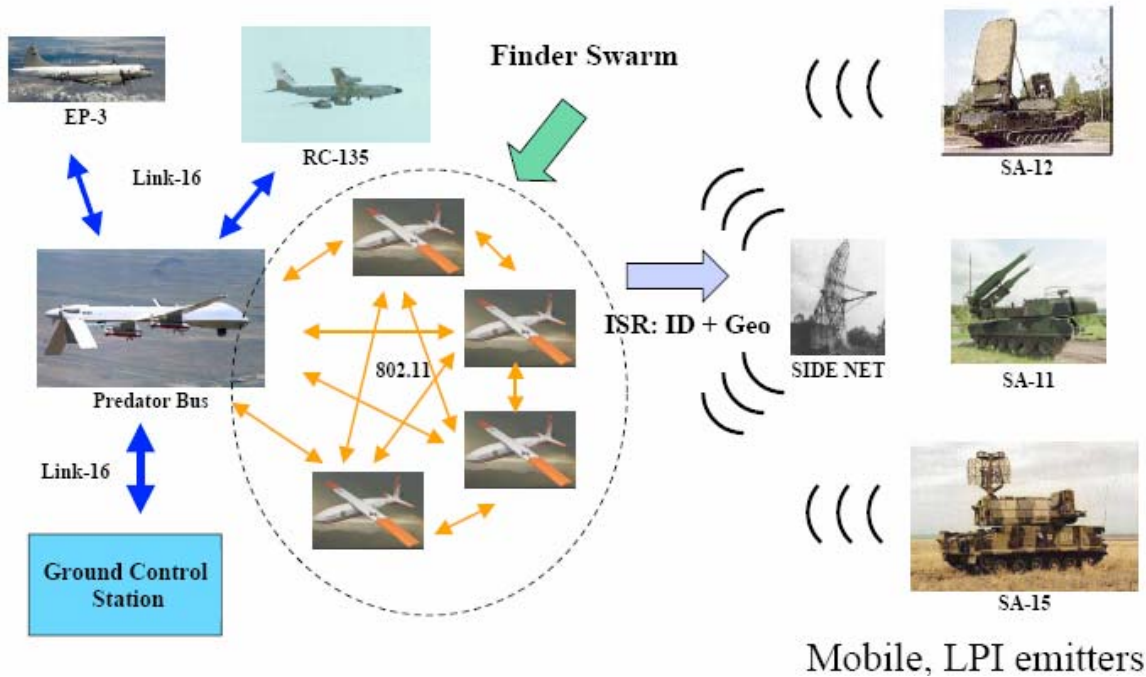 Finder Swarm
EP-3
RC-135
SA-12
Link-16
802.11
ISR: ID + Geo
Predator Bus
SIDE NET
SA-11
Link-16
Ground Control
Station
SA-15
Mobile, LPI emitters